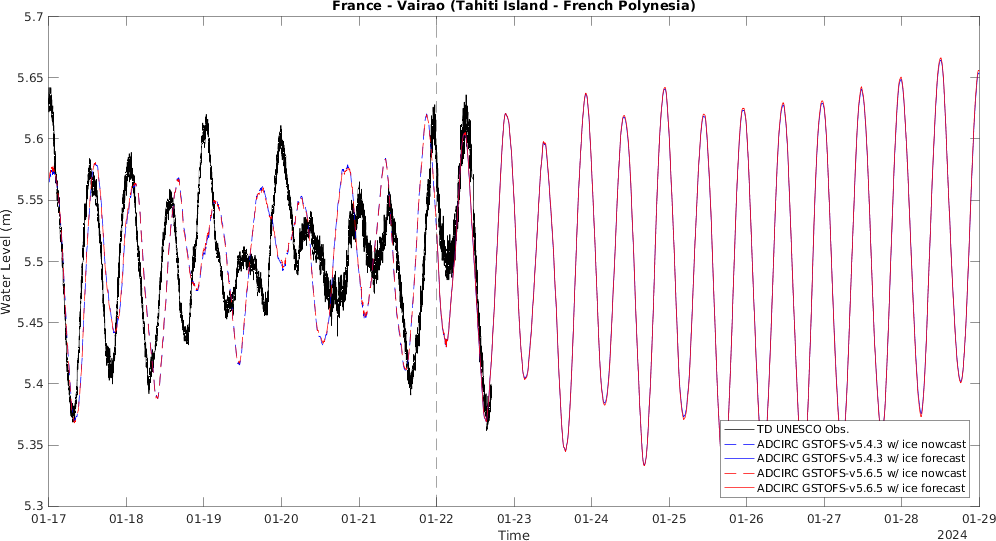 France - Vairao (Tahiti Island - French Polynesia)
5.7
5.65
5.6
5.55
5.5
5.45
5.4
5.35
5.3
Water Level (m)
TD UNESCO Obs.
ADCIRC GSTOFS-v5.4.3 w/ ice nowcast
ADCIRC GSTOFS-v5.4.3 w/ ice forecast
ADCIRC GSTOFS-v5.6.5 w/ ice nowcast
ADCIRC GSTOFS-v5.6.5 w/ ice forecast
01-17 01-18 01-19 01-20 01-21 01-22 01-23 01-24 01-25 01-26 01-27 01-28 01-29
Time
2024